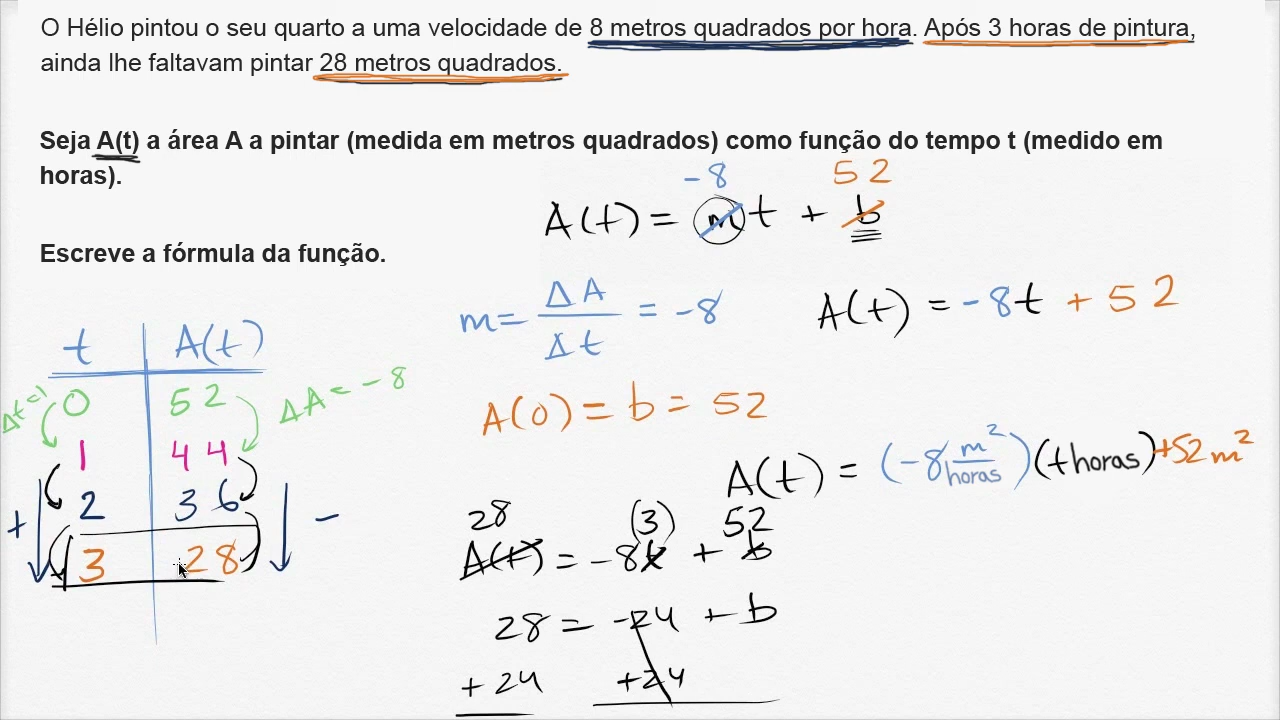 O Hélio pintou o seu quarto a uma velocidade de 8 metros quadrados por hora. Após 3 horas de pintura,
ainda lhe faltavam pintar 28 metros quadrados.
Seja A(t) a área A a pintar (medida em metros quadrados) como função do tempo t (medido em
horas).
-8 52
A(t) = mt + b
Escreve a fórmula da função.
m = ΔA/Δt = -8
A(t) = -8t + 52
t A(t)
0 52
Δt=1
ΔA = -8
1 44
2 36
3 28
+ -
A(0) = b = 52
A(t) = (-8 m²/horas)(t horas) + 52 m²
28 (3) 52
A(t) = -8t + b
28 = -24 + b
+24 +24